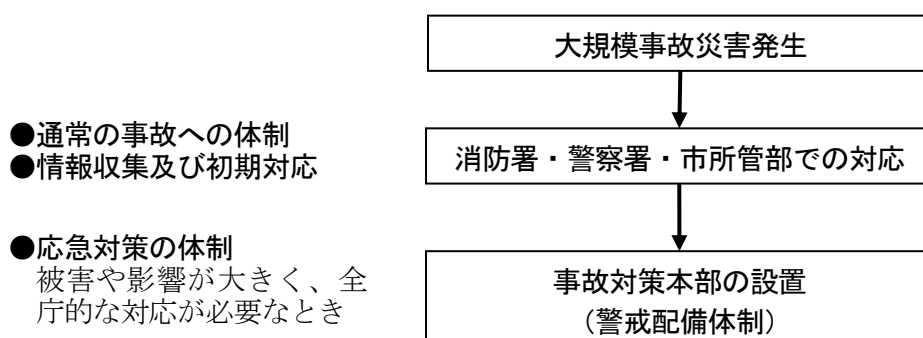 大規模事故災害発生
●通常の事故への体制
●情報収集及び初期対応
消防署・警察署・市所管部での対応
●応急対策の体制
被害や影響が大きく、全
庁的な対応が必要なとき
事故対策本部の設置
（警戒配備体制）